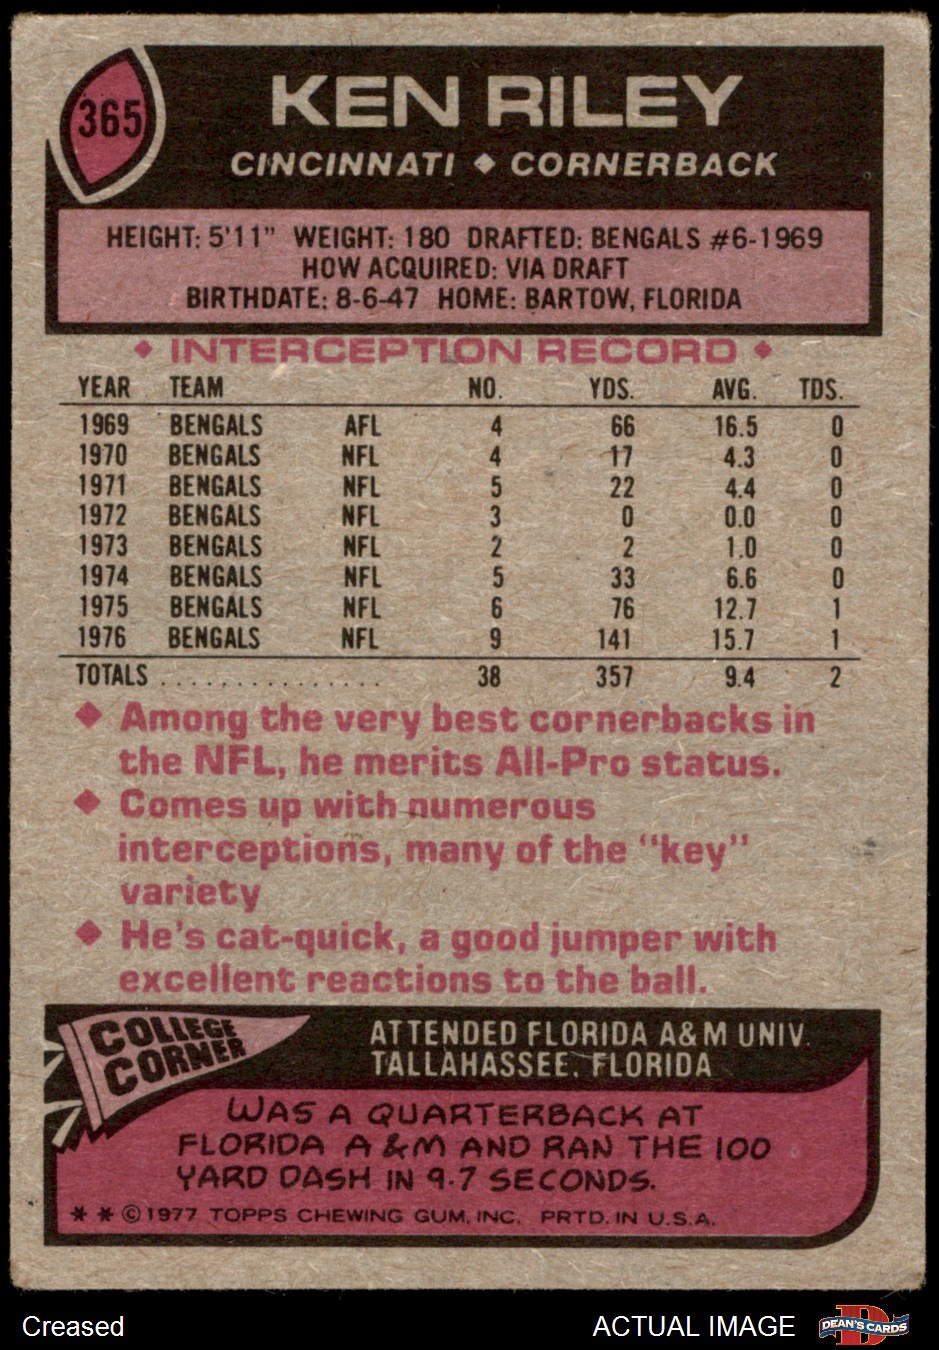 365
KEN RILEY
CINCINNATI ◆ CORNERBACK
HEIGHT: 5'11" WEIGHT: 180 DRAFTED: BENGALS #6-1969
HOW ACQUIRED: VIA DRAFT
BIRTHDATE: 8-6-47 HOME: BARTOW, FLORIDA
◆ INTERCEPTION RECORD ◆
YEAR TEAM NO. YDS. AVG. TDS.
1969 BENGALS AFL 4 66 16.5 0
1970 BENGALS NFL 4 17 4.3 0
1971 BENGALS NFL 5 22 4.4 0
1972 BENGALS NFL 3 0 0.0 0
1973 BENGALS NFL 2 2 1.0 0
1974 BENGALS NFL 5 33 6.6 0
1975 BENGALS NFL 6 76 12.7 1
1976 BENGALS NFL 9 141 15.7 1
TOTALS . . . . . . . . . . . . . . . 38 357 9.4 2
◆ Among the very best cornerbacks in
the NFL, he merits All-Pro status.
◆ Comes up with numerous
interceptions, many of the "key"
variety
◆ He's cat-quick, a good jumper with
excellent reactions to the ball.
COLLEGE
CORNER
ATTENDED FLORIDA A&M UNIV.
TALLAHASSEE, FLORIDA
WAS A QUARTERBACK AT
FLORIDA A&M AND RAN THE 100
YARD DASH IN 9.7 SECONDS.
* * © 1977 TOPPS CHEWING GUM, INC. PRTD. IN U.S.A.
Creased
ACTUAL IMAGE
DEAN'S CARDS